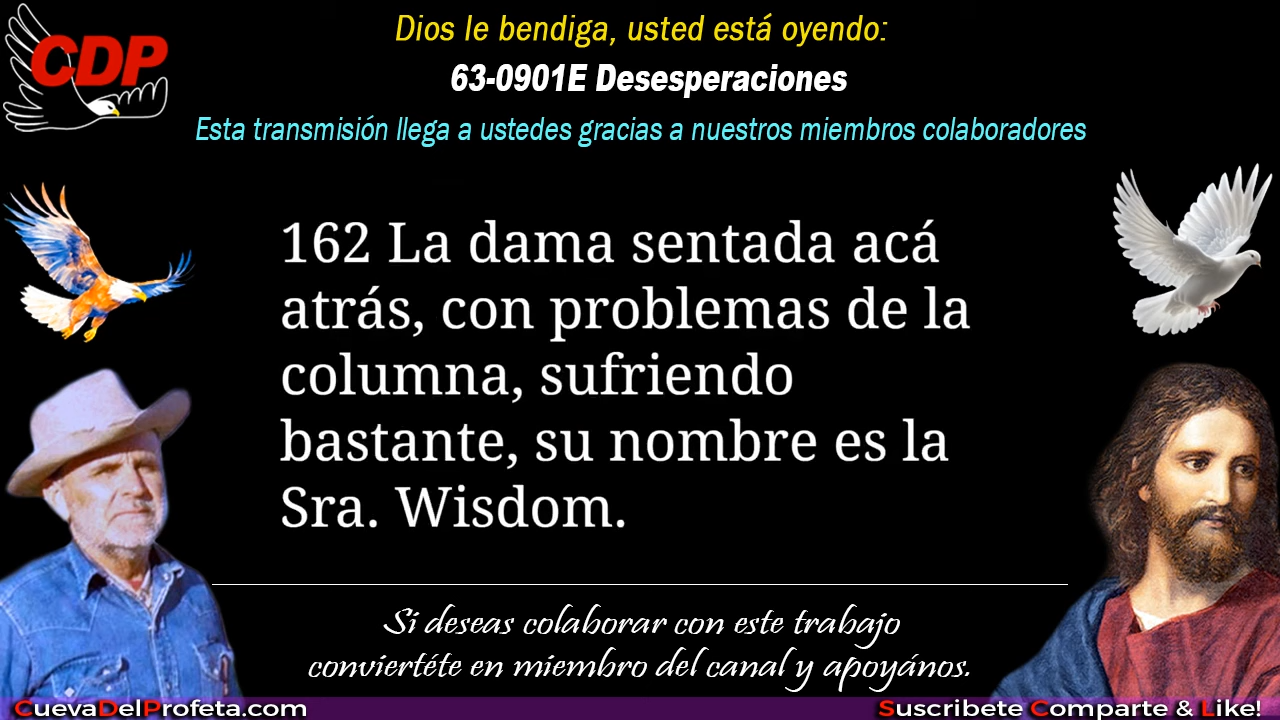 CDP
Dios le bendiga, usted está oyendo:
63-0901E Desesperaciones
Esta transmisión llega a ustedes gracias a nuestros miembros colaboradores
162 La dama sentada acá
atrás, con problemas de la
columna, sufriendo
bastante, su nombre es la
Sra. Wisdom.
Si deseas colaborar con este trabajo
conviertéte en miembro del canal y apoyános.
CuevaDelProfeta.com
Suscribete Comparte & Like!